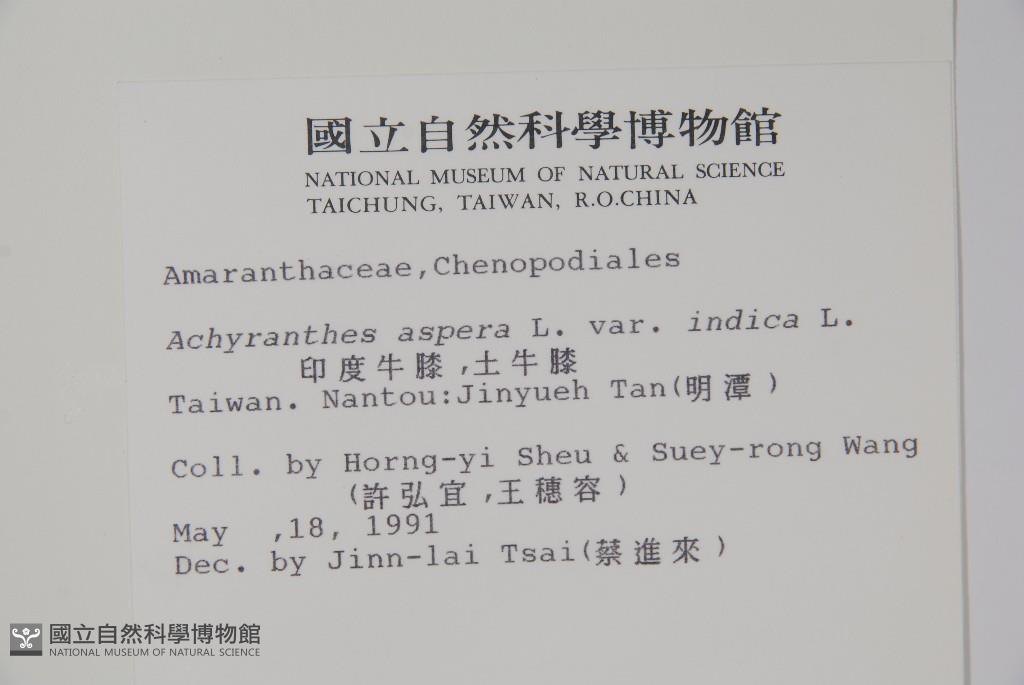 國立自然科學博物館
NATIONAL MUSEUM OF NATURAL SCIENCE
TAICHUNG, TAIWAN, R.O.CHINA
Amaranthaceae,Chenopodiales
Achyranthes aspera L. var. indica L.
印度牛膝,土牛膝
Taiwan. Nantou:Jinyueh Tan(明潭)
Coll. by Horng-yi Sheu & Suey-rong Wang
(許弘宜,王穗容)
May ,18, 1991
Dec. by Jinn-lai Tsai(蔡進來)
國立自然科學博物館
NATIONAL MUSEUM OF NATURAL SCIENCE